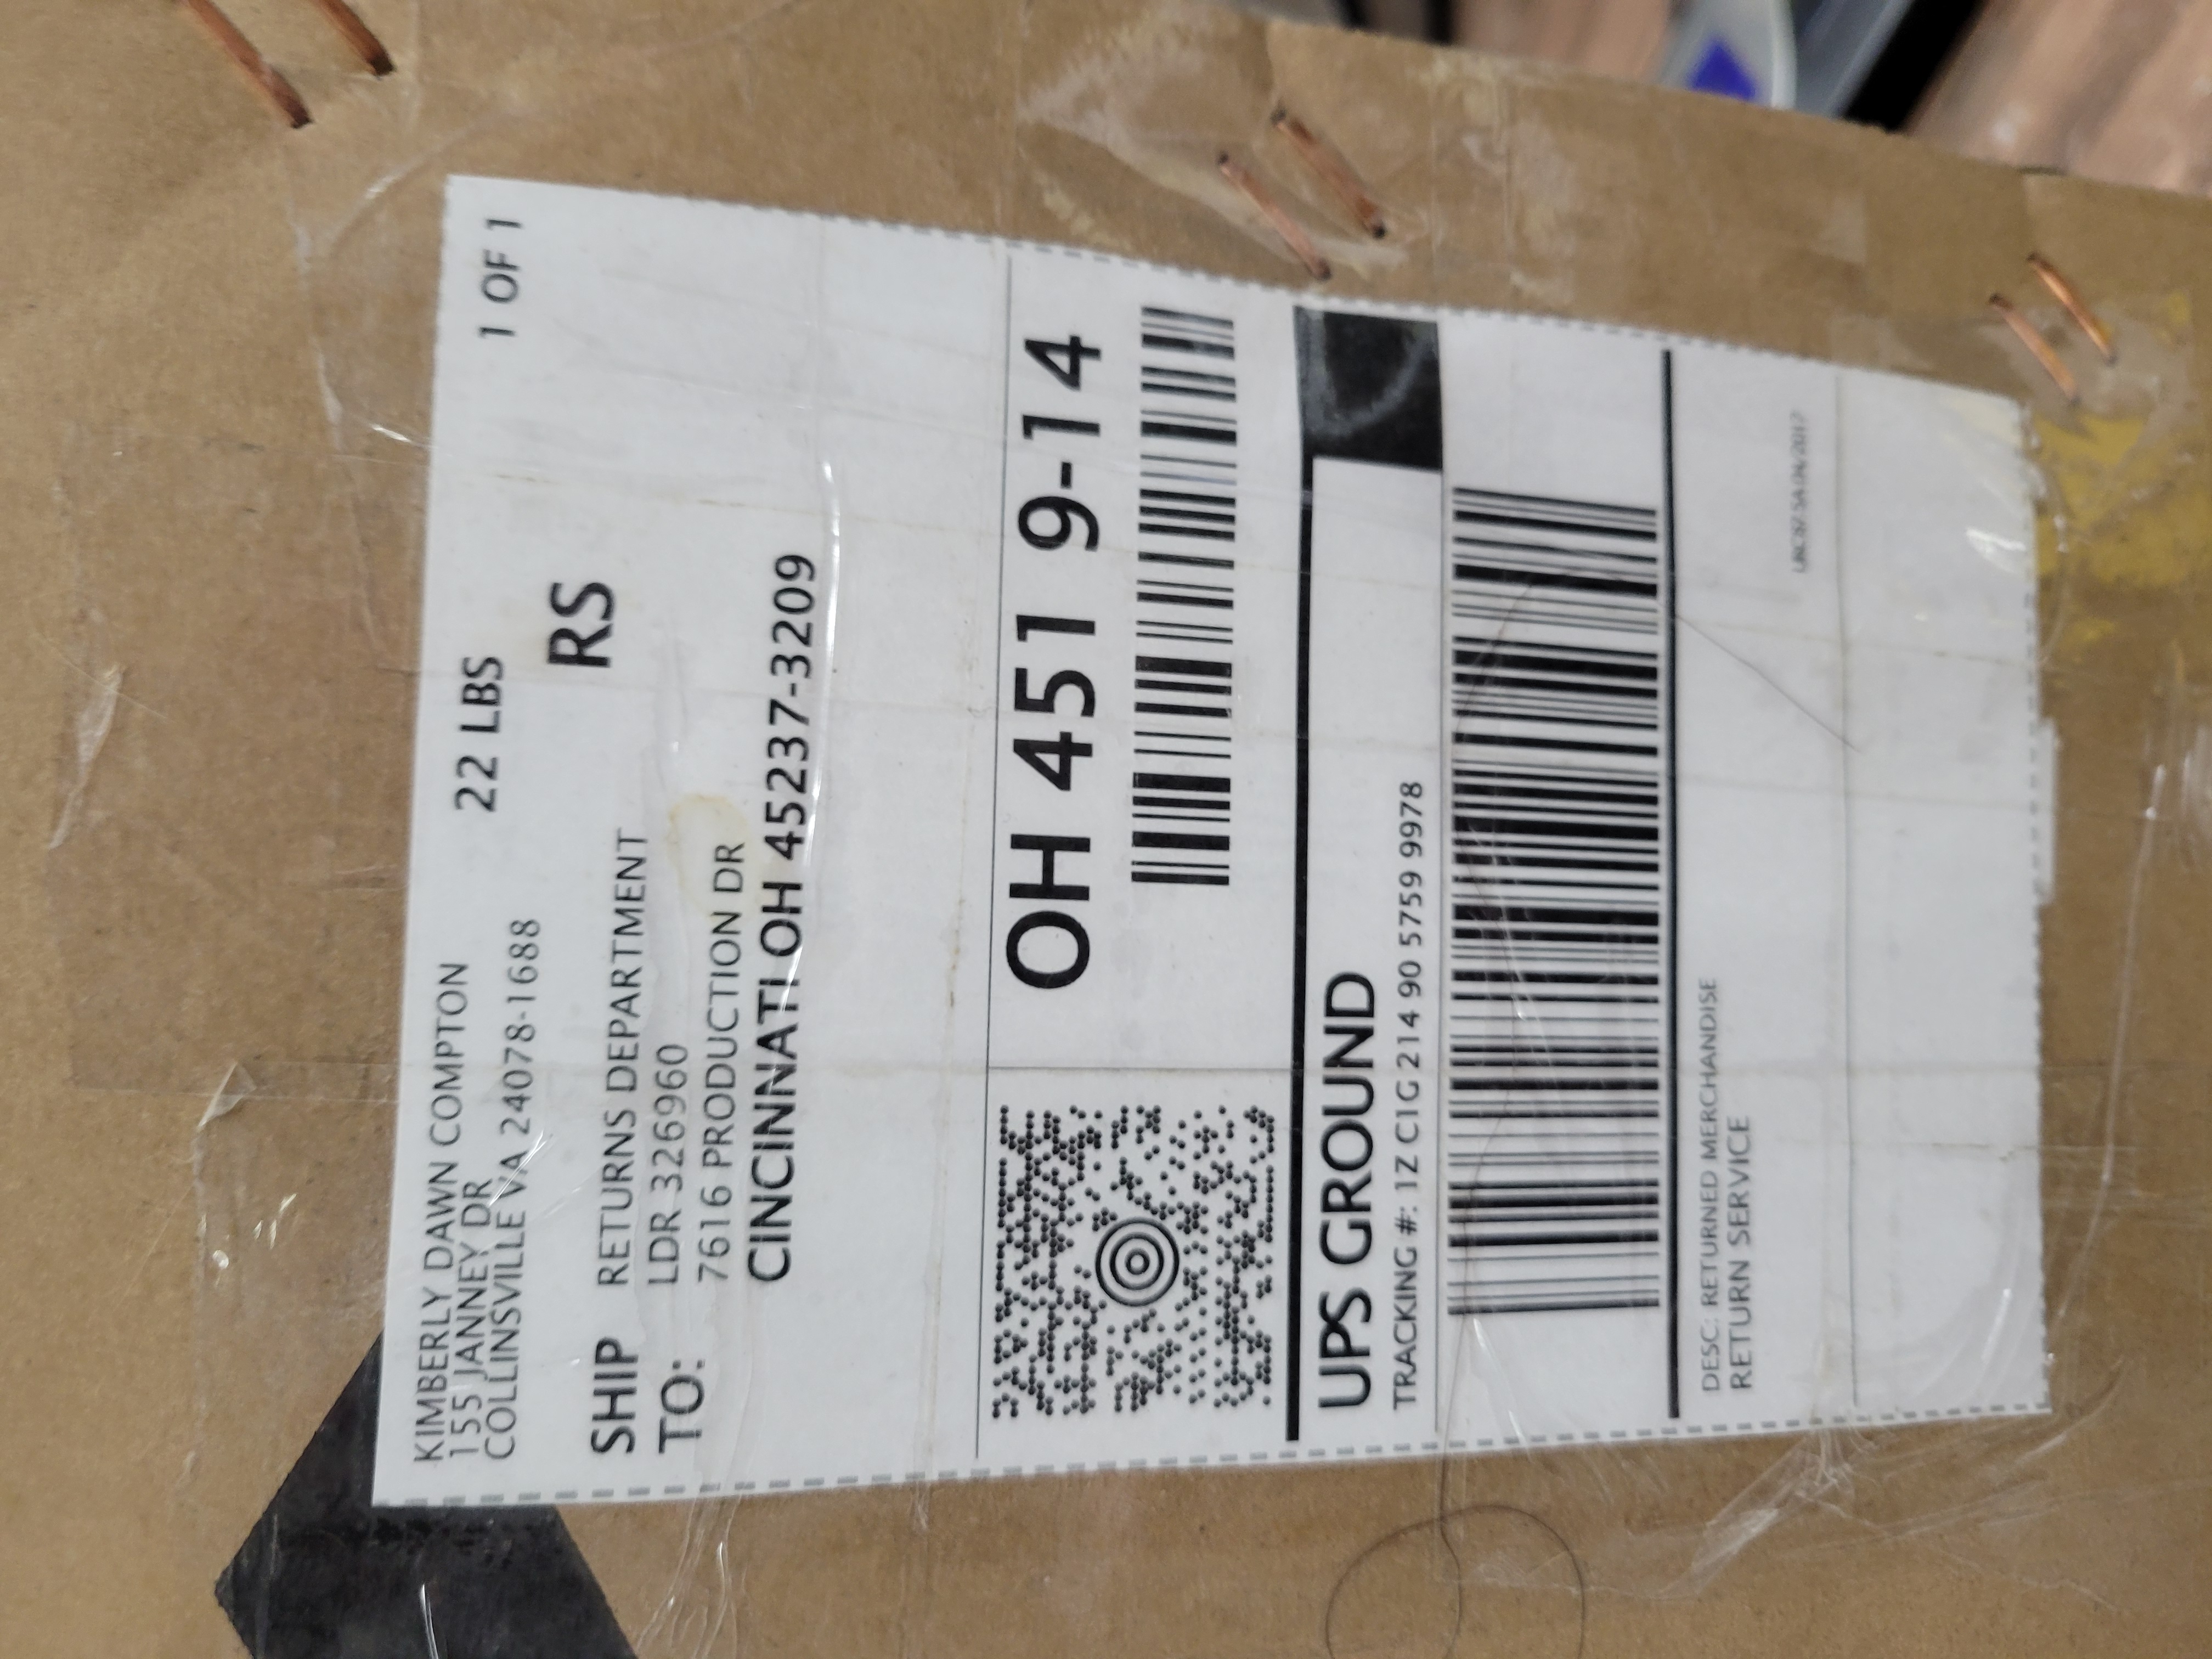 KIMBERLY DAWN COMPTON
155 JANNEY DR
COLLINSVILLE VA 24078-1688
22 LBS
1 OF 1
RS
SHIP TO:
RETURNS DEPARTMENT
LDR 326960
7616 PRODUCTION DR
CINCINNATI OH 45237-3209
OH 451 9-14
UPS GROUND
TRACKING #: 1Z C1G 214 90 5759 9978
DESC: RETURNED MERCHANDISE
RETURN SERVICE